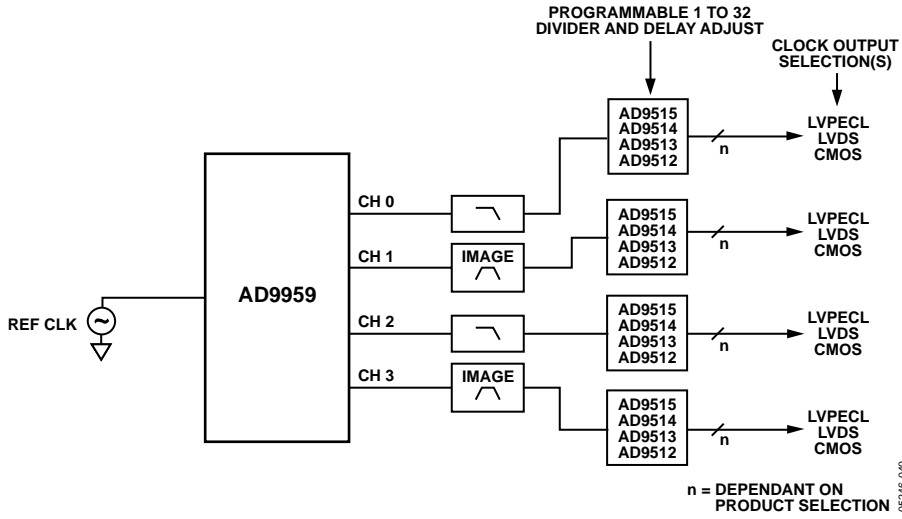 PROGRAMMABLE 1 TO 32
DIVIDER AND DELAY ADJUST
CLOCK OUTPUT
SELECTION(S)
AD9515
AD9514
AD9513
AD9512
n
LVPECL
LVDS
CMOS
CH 0
AD9515
AD9514
AD9513
AD9512
n
LVPECL
LVDS
CMOS
CH 1
IMAGE
AD9959
REF CLK
~
CH 2
AD9515
AD9514
AD9513
AD9512
n
LVPECL
LVDS
CMOS
CH 3
IMAGE
AD9515
AD9514
AD9513
AD9512
n
LVPECL
LVDS
CMOS
n = DEPENDANT ON
PRODUCT SELECTION
05246-040